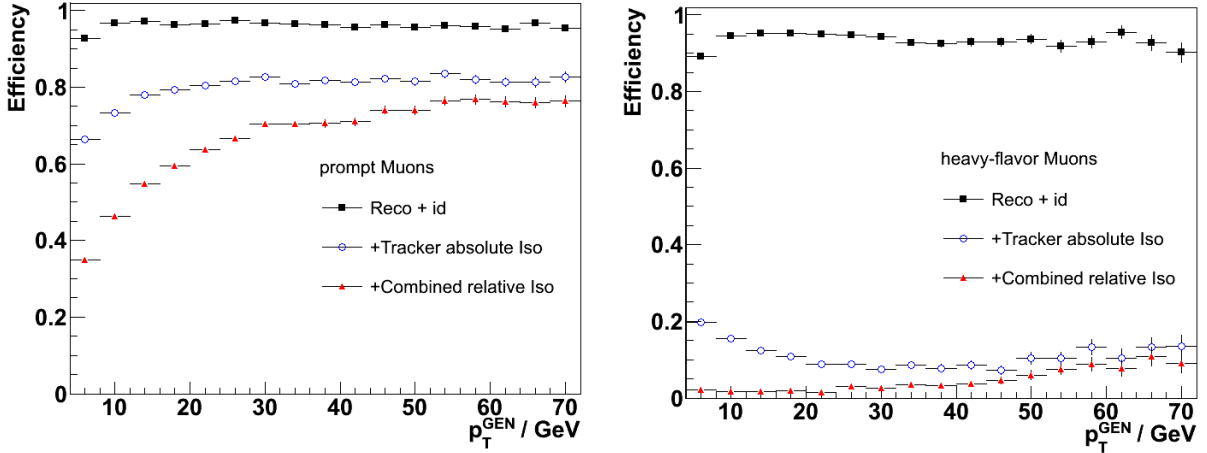 Efficiency
1
0.8
0.6
0.4
0.2
0
prompt Muons
Reco + id
+Tracker absolute Iso
+Combined relative Iso
10 20 30 40 50 60 70
p_T^GEN / GeV
Efficiency
1
0.8
0.6
0.4
0.2
0
heavy-flavor Muons
Reco + id
+Tracker absolute Iso
+Combined relative Iso
10 20 30 40 50 60 70
p_T^GEN / GeV